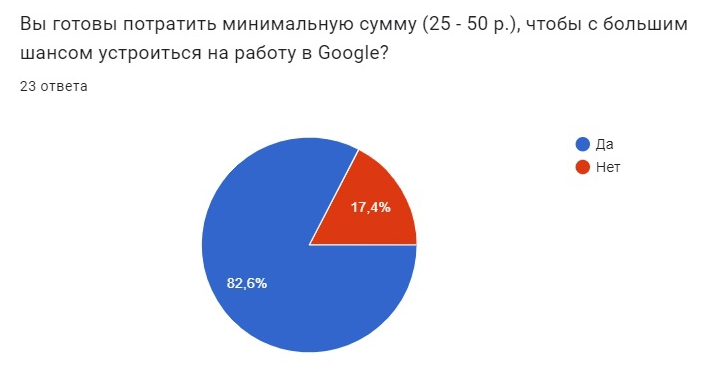 Вы готовы потратить минимальную сумму (25 - 50 р.), чтобы с большим
шансом устроиться на работу в Google?
23 ответа
Да
Нет
17,4%
82,6%